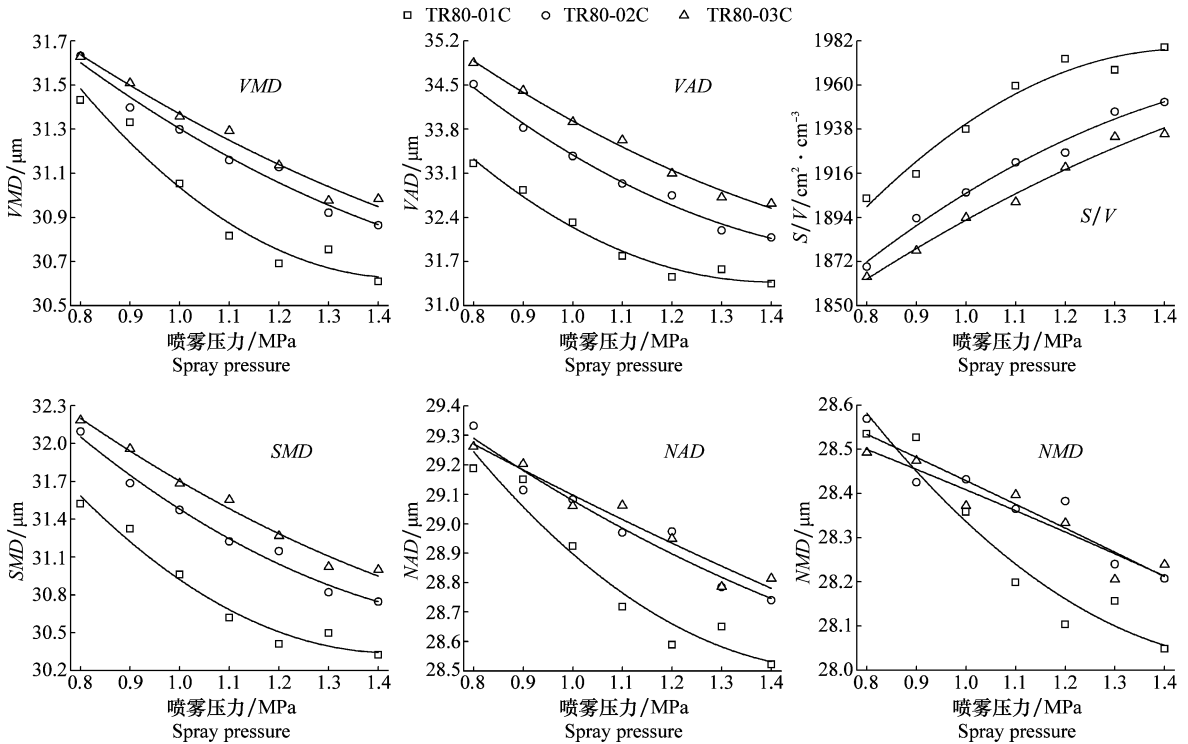 TR80-01C TR80-02C TR80-03C
31.7
31.5
31.3
31.1
30.9
30.7
30.5
VMD/μm
VMD
0.8 0.9 1.0 1.1 1.2 1.3 1.4
喷雾压力/MPa
Spray pressure
35.2
34.5
33.8
33.1
32.4
31.7
31.0
VAD/μm
VAD
0.8 0.9 1.0 1.1 1.2 1.3 1.4
喷雾压力/MPa
Spray pressure
1982
1960
1938
1916
1894
1872
1850
S/V/cm²·cm⁻³
S/V
0.8 0.9 1.0 1.1 1.2 1.3 1.4
喷雾压力/MPa
Spray pressure
32.3
32.0
31.7
31.4
31.1
30.8
30.5
30.2
SMD/μm
SMD
0.8 0.9 1.0 1.1 1.2 1.3 1.4
喷雾压力/MPa
Spray pressure
29.4
29.3
29.2
29.1
29.0
28.9
28.8
28.7
28.6
28.5
NAD/μm
NAD
0.8 0.9 1.0 1.1 1.2 1.3 1.4
喷雾压力/MPa
Spray pressure
28.6
28.5
28.4
28.3
28.2
28.1
28.0
NMD/μm
NMD
0.8 0.9 1.0 1.1 1.2 1.3 1.4
喷雾压力/MPa
Spray pressure